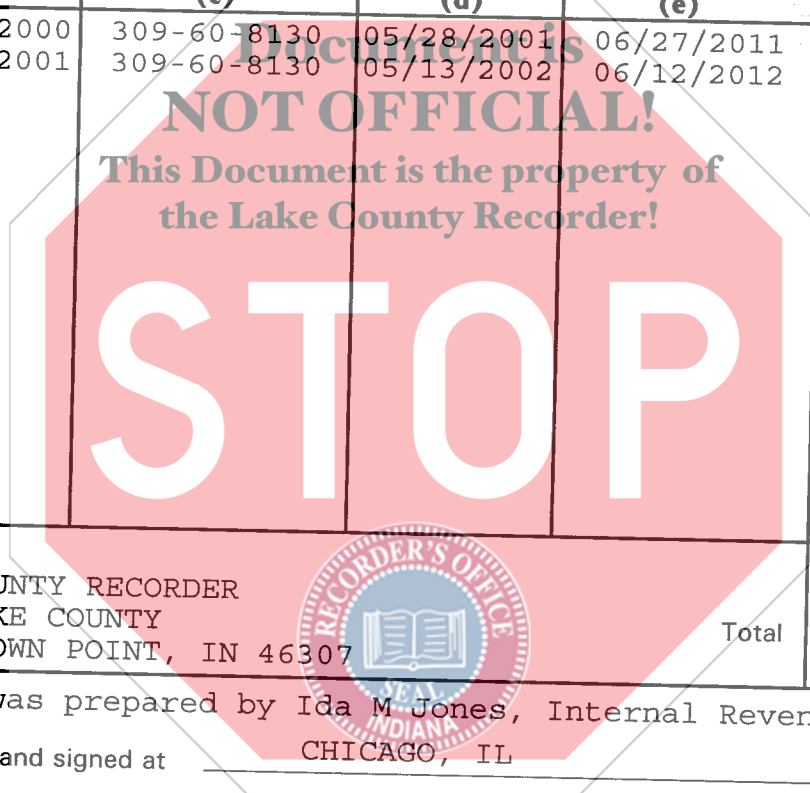 (c) (d) (e)
2000 309-60-8130 05/28/2001 06/27/2011
2001 309-60-8130 05/13/2002 06/12/2012
Document is
NOT OFFICIAL!
This Document is the property of
the Lake County Recorder!
STOP
RECORDER'S OFFICE
SEAL
INDIANA
UNTY RECORDER
KE COUNTY
OWN POINT, IN 46307
Total
was prepared by Ida M Jones, Internal Reven
and signed at CHICAGO, IL